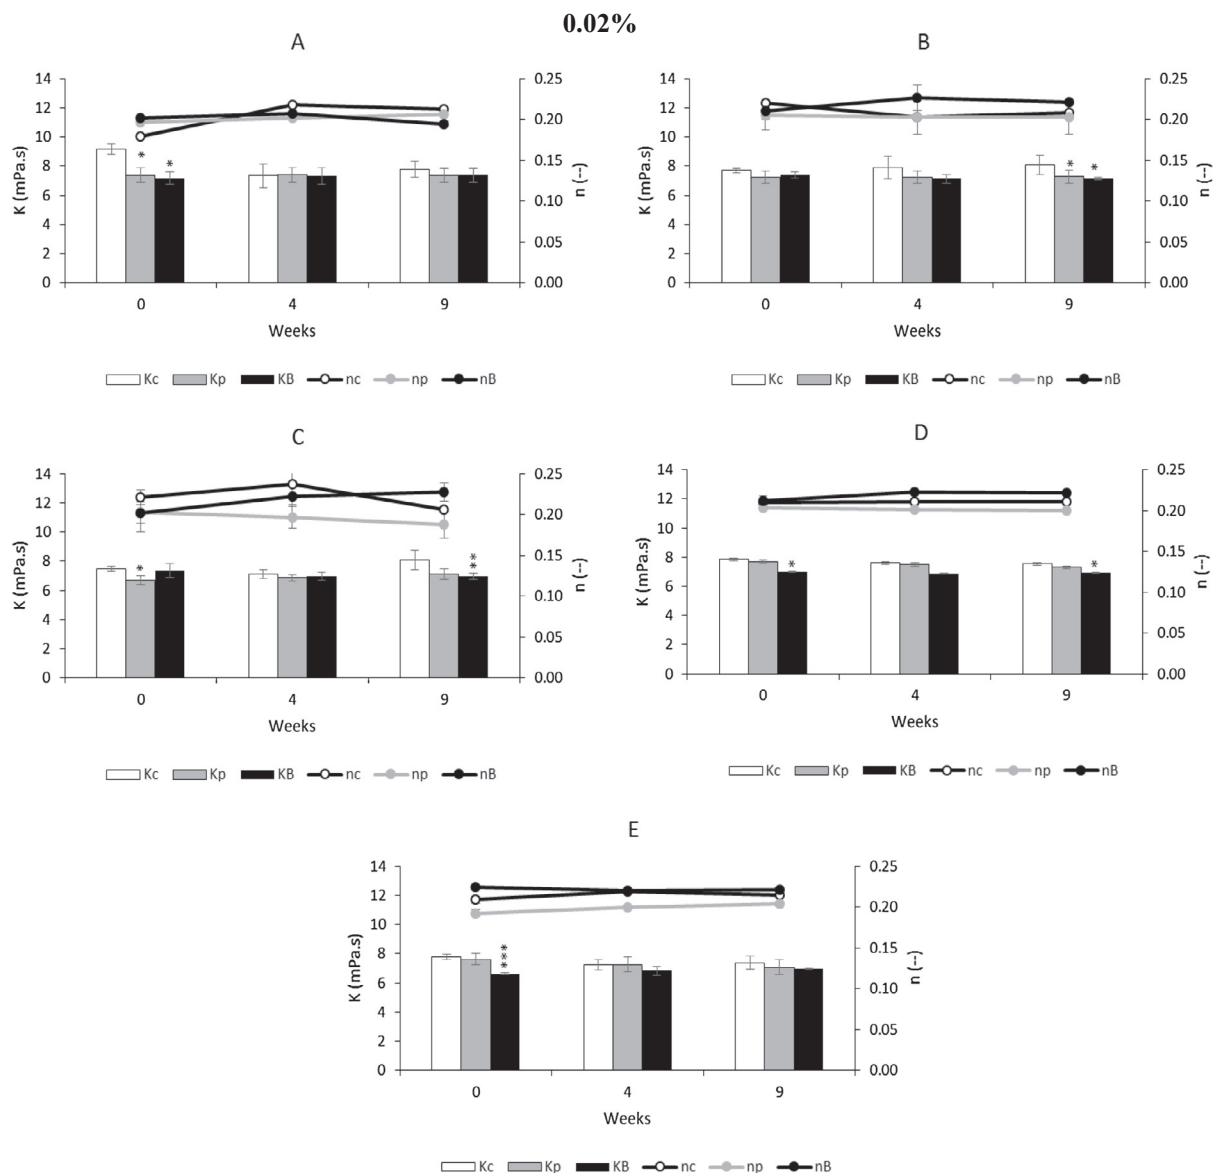 0.02%
A
14
12
10
8
6
4
2
0
K (mPa.s)
0.25
0.20
0.15
0.10
0.05
0.00
n (--)
*
*
0 4 9
Weeks
Kc Kp KB nc np nB
B
14
12
10
8
6
4
2
0
K (mPa.s)
0.25
0.20
0.15
0.10
0.05
0.00
n (--)
*
*
0 4 9
Weeks
Kc Kp KB nc np nB
C
14
12
10
8
6
4
2
0
K (mPa.s)
0.25
0.20
0.15
0.10
0.05
0.00
n (--)
*
**
0 4 9
Weeks
Kc Kp KB nc np nB
D
14
12
10
8
6
4
2
0
K (mPa.s)
0.25
0.20
0.15
0.10
0.05
0.00
n (--)
*
*
0 4 9
Weeks
Kc Kp KB nc np nB
E
14
12
10
8
6
4
2
0
K (mPa.s)
0.25
0.20
0.15
0.10
0.05
0.00
n (--)
***
0 4 9
Weeks
Kc Kp KB nc np nB